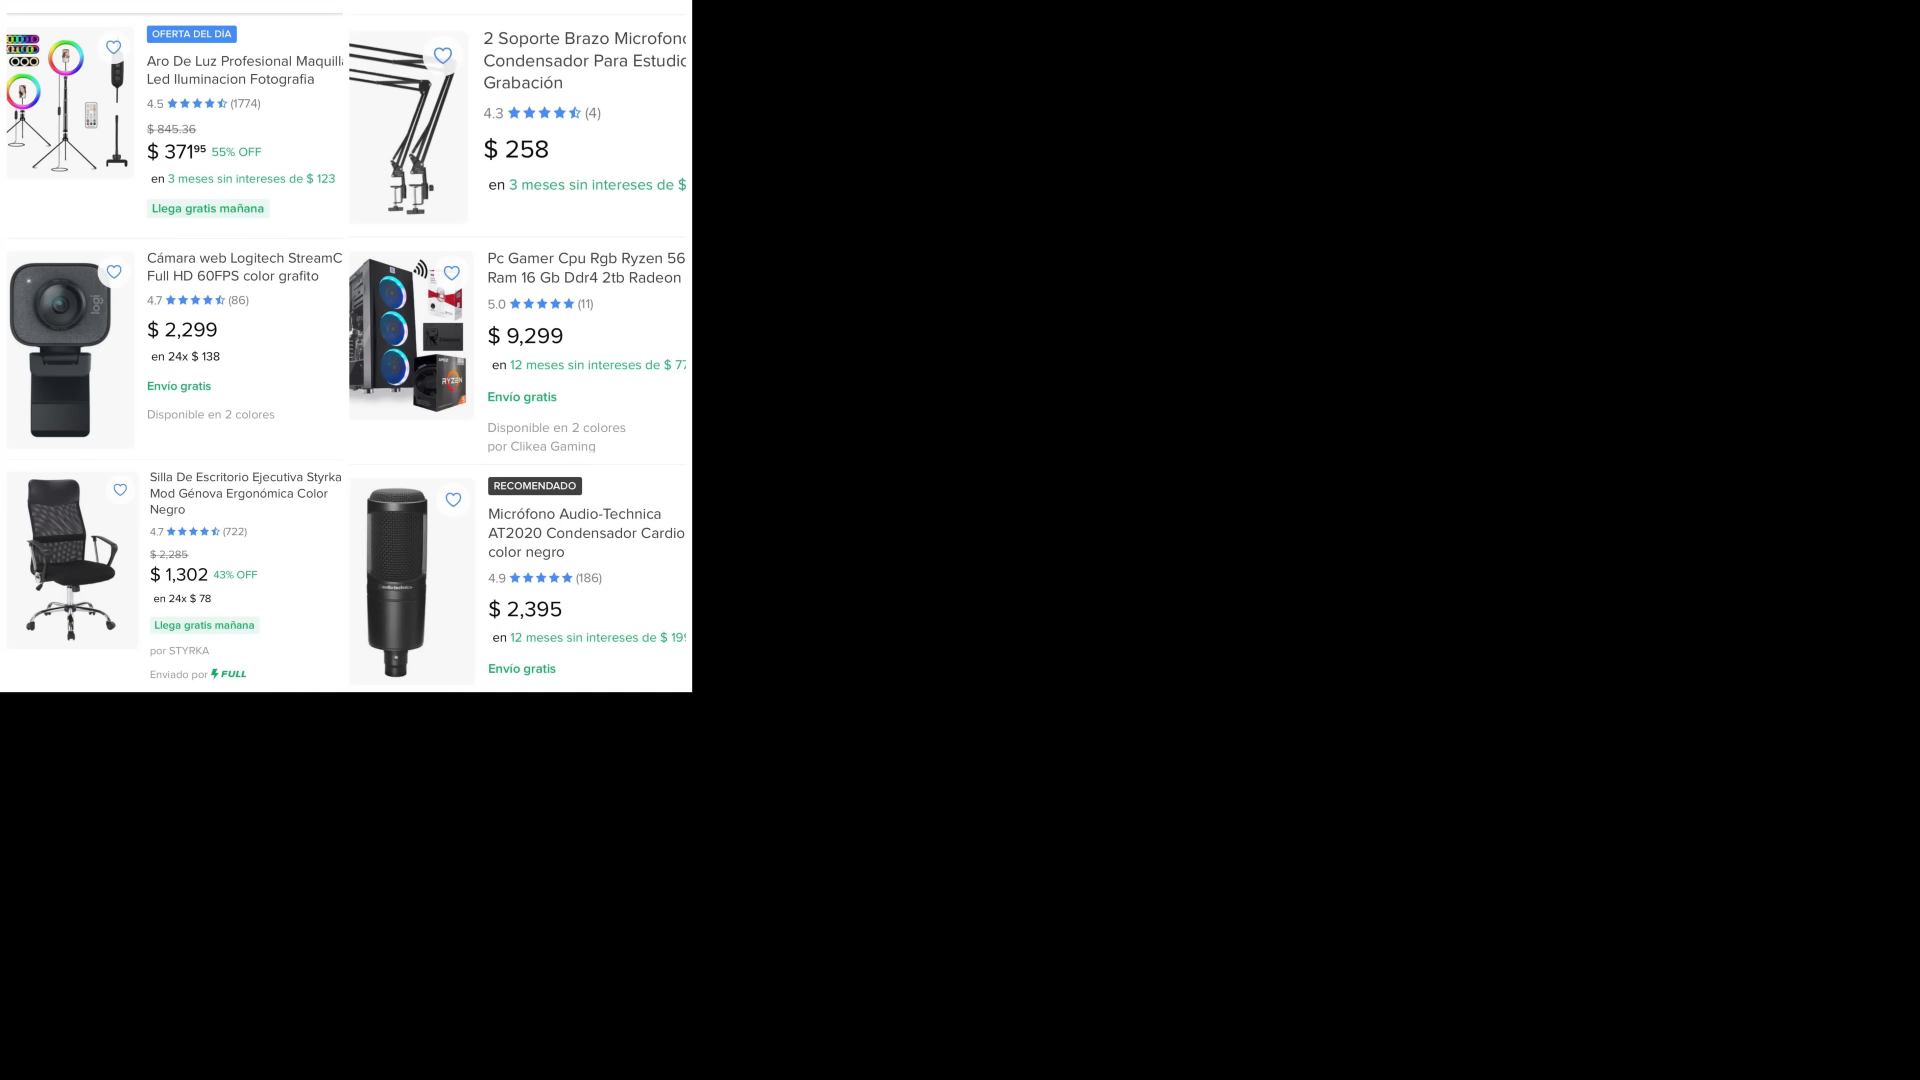 OFERTA DEL DÍA
Aro De Luz Profesional Maquill
Led Iluminacion Fotografia
4.5 (1774)
$ 845.36
$ 371 95 55% OFF
en 3 meses sin intereses de $ 123
Llega gratis mañana
2 Soporte Brazo Microfono
Condensador Para Estudio
Grabación
4.3 (4)
$ 258
en 3 meses sin intereses de $
logi
Cámara web Logitech StreamC
Full HD 60FPS color grafito
4.7 (86)
$ 2,299
en 24x $ 138
Envío gratis
Disponible en 2 colores
AMD
RYZEN
Pc Gamer Cpu Rgb Ryzen 56
Ram 16 Gb Ddr4 2tb Radeon
5.0 (11)
$ 9,299
en 12 meses sin intereses de $ 77
Envío gratis
Disponible en 2 colores
por Clikea Gaming
Silla De Escritorio Ejecutiva Styrka
Mod Génova Ergonómica Color
Negro
4.7 (722)
$ 2,285
$ 1,302 43% OFF
en 24x $ 78
Llega gratis mañana
por STYRKA
Enviado por FULL
audio-technica
RECOMENDADO
Micrófono Audio-Technica
AT2020 Condensador Cardio
color negro
4.9 (186)
$ 2,395
en 12 meses sin intereses de $ 199
Envío gratis